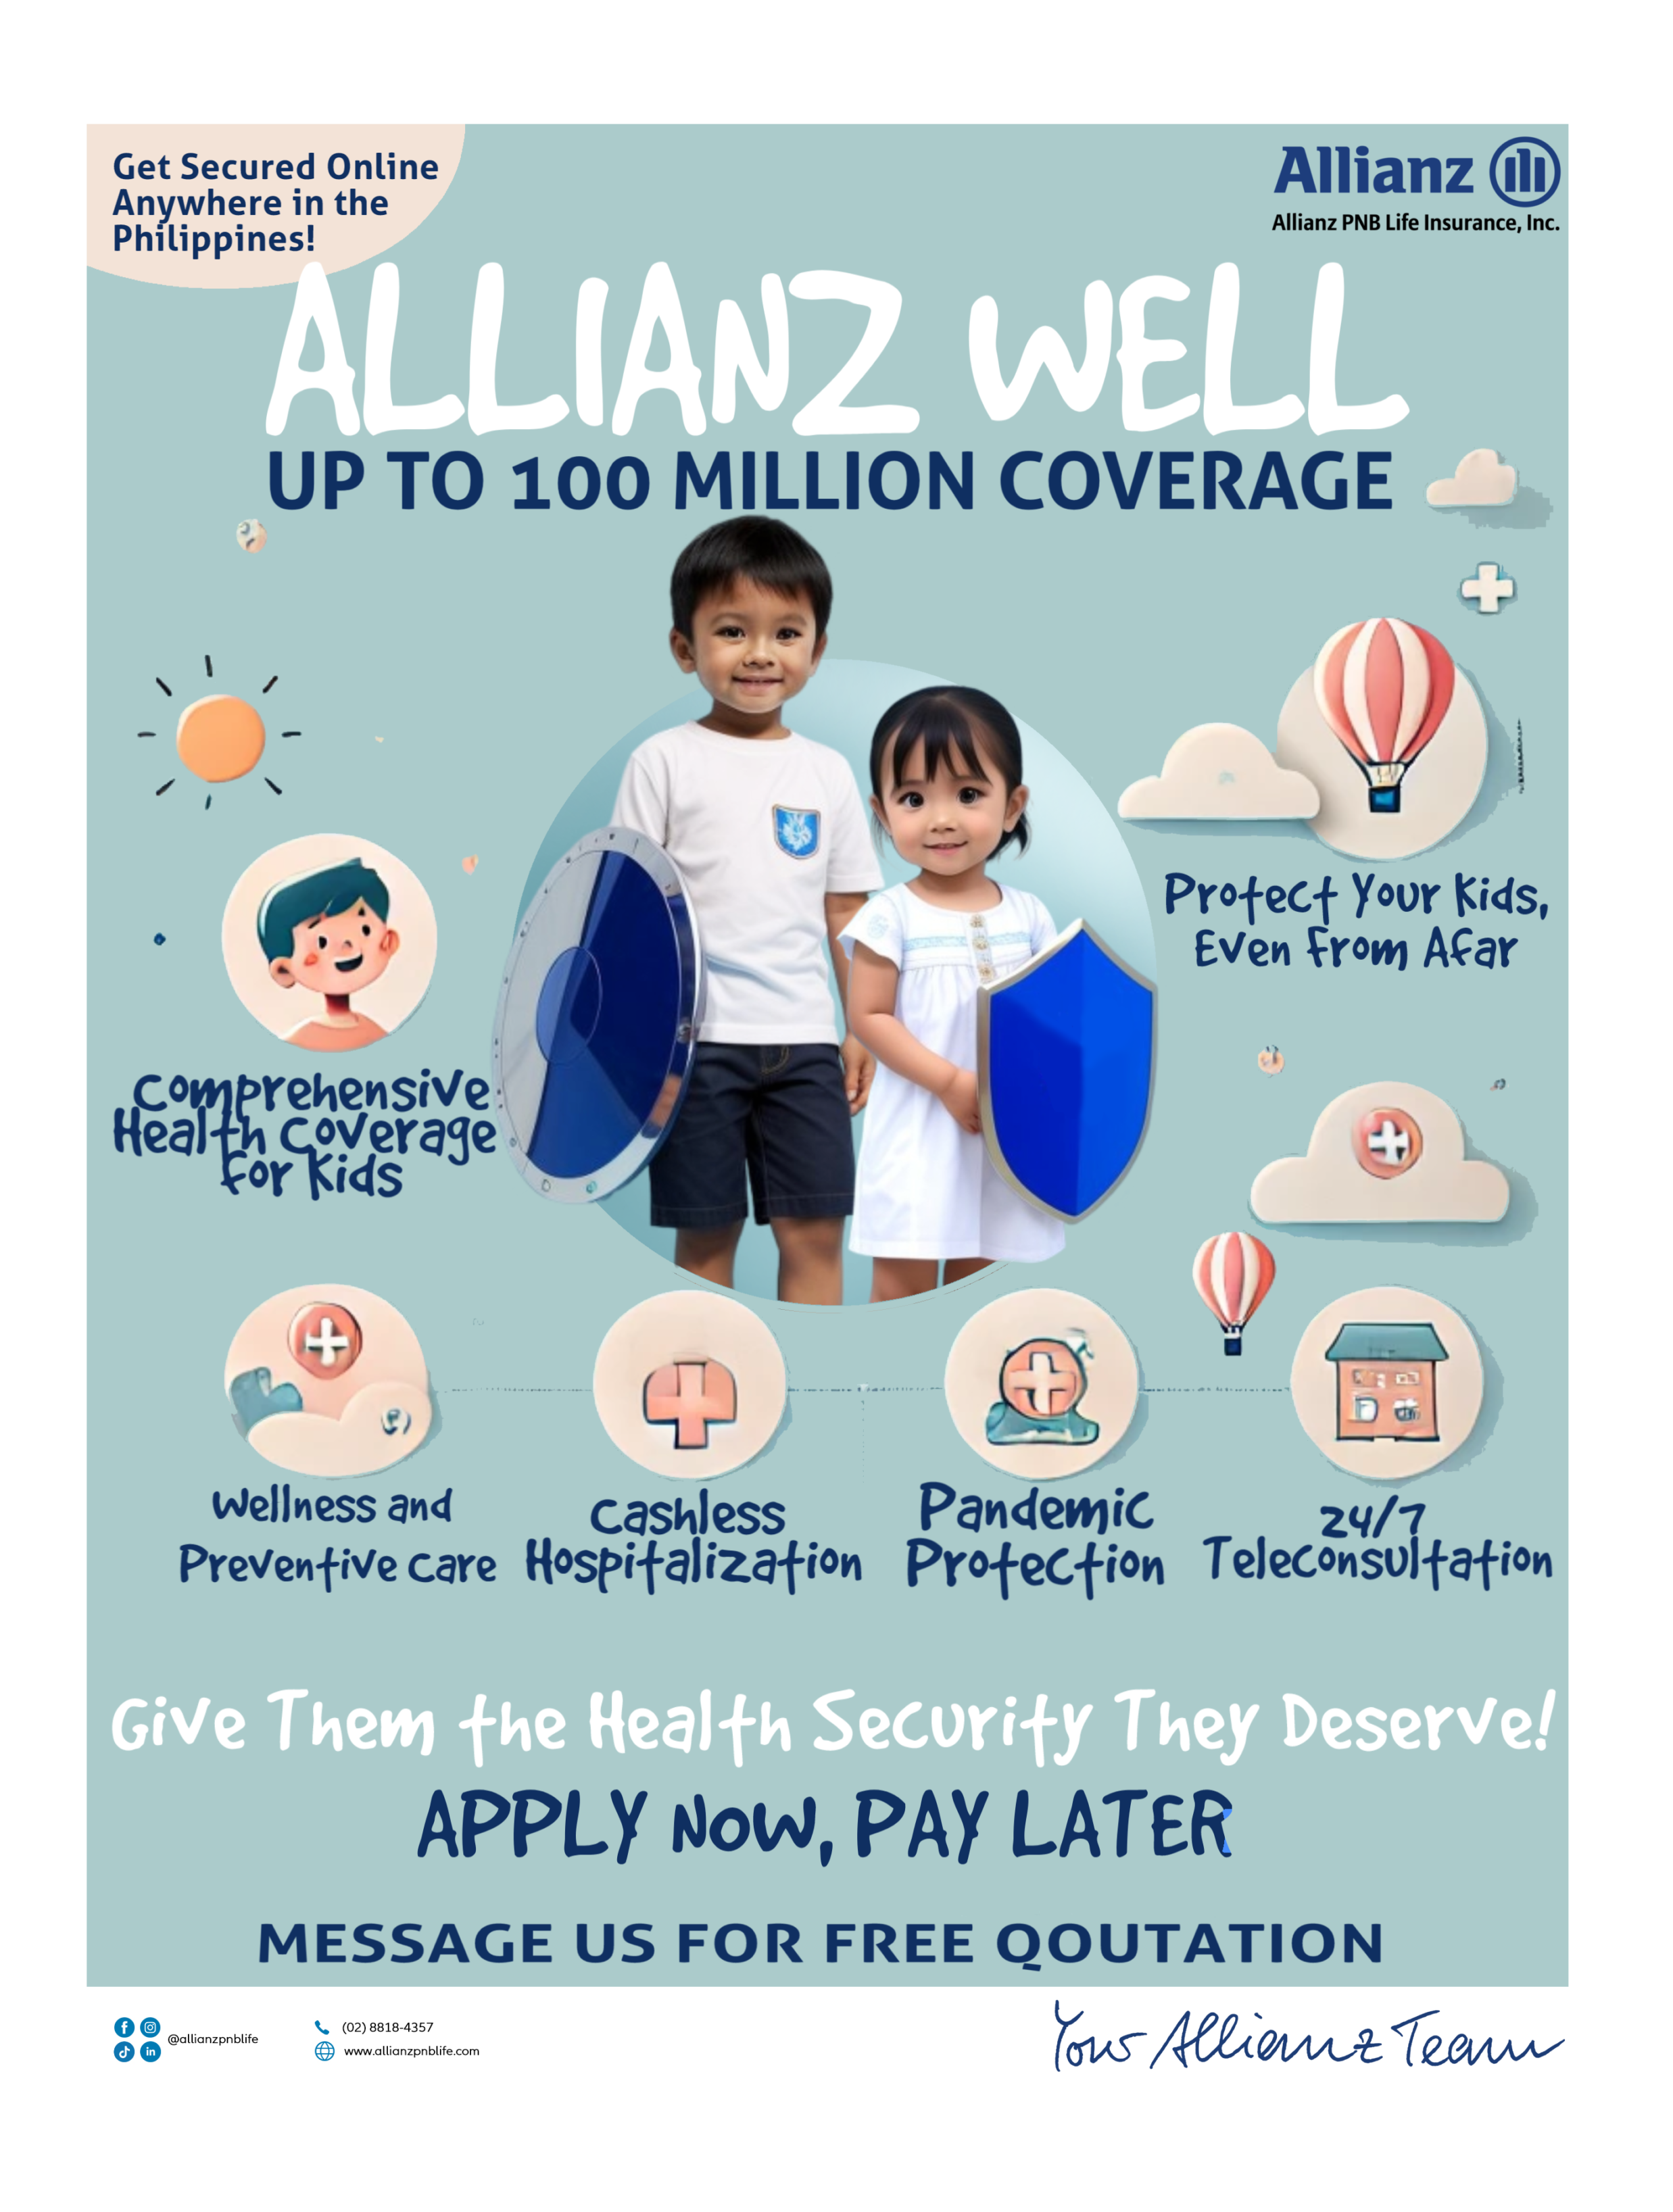 Get Secured Online
Anywhere in the
Philippines!
Allianz
Allianz PNB Life Insurance, Inc.
ALLIANZ WELL
UP TO 100 MILLION COVERAGE
Protect Your Kids,
Even From Afar
Comprehensive
Health Coverage
for Kids
Wellness and
Preventive Care
Cashless
Hospitalization
Pandemic
Protection
24/7
Teleconsultation
Give Them the Health Security They Deserve!
APPLY NOW, PAY LATER
MESSAGE US FOR FREE QOUTATION
@allianzpnblife
(02) 8818-4357
www.allianzpnblife.com
Your Allianz Team